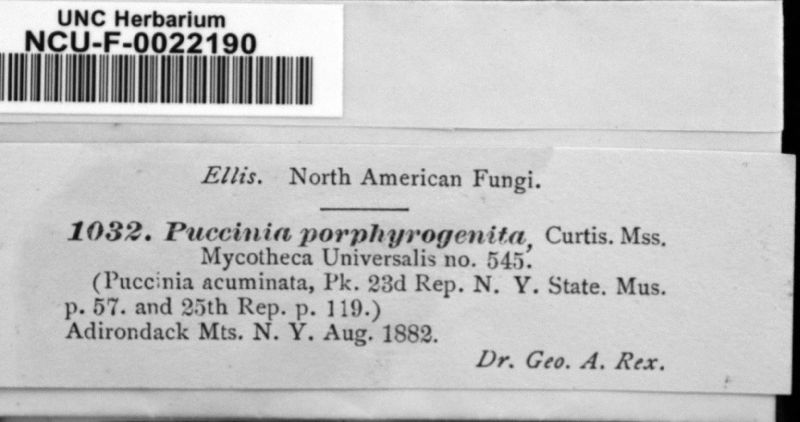 UNC Herbarium
NCU-F-0022190
Ellis. North American Fungi.
1032. Puccinia porphyrogenita, Curtis. Mss.
Mycotheca Universalis no. 545.
(Puccinia acuminata, Pk. 23d Rep. N. Y. State. Mus.
p. 57. and 25th Rep. p. 119.)
Adirondack Mts. N. Y. Aug. 1882.
Dr. Geo. A. Rex.